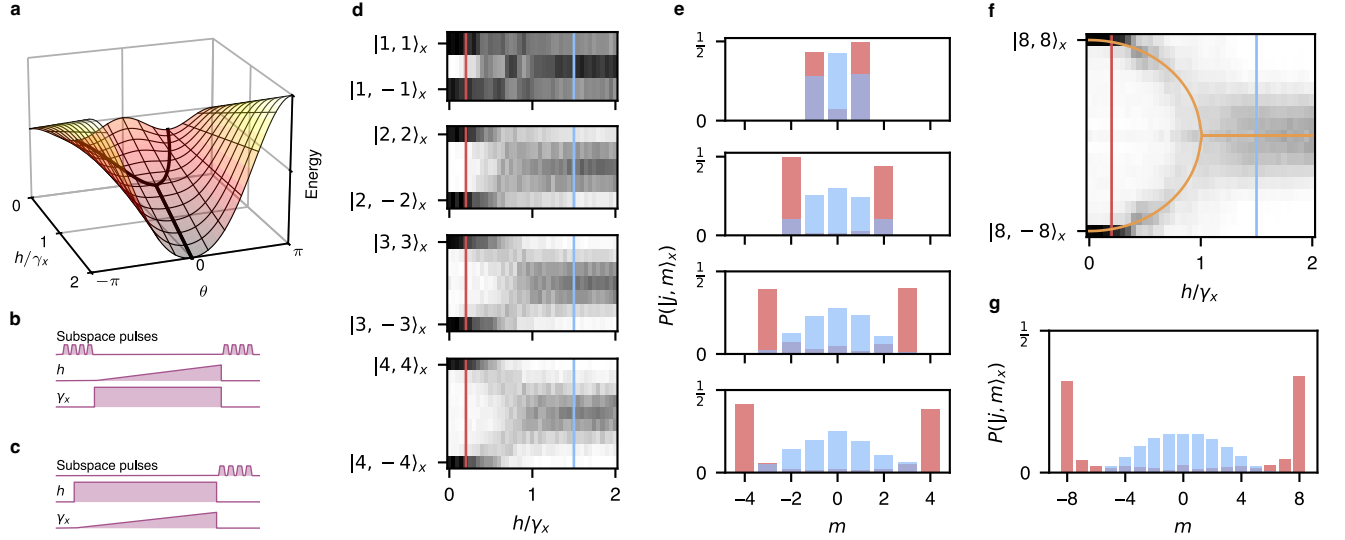 a
Energy
0
1
2
h/γₓ
−π
0
π
θ
b
Subspace pulses
h
γₓ
c
Subspace pulses
h
γₓ
d
|1, 1⟩ₓ
|1, −1⟩ₓ
|2, 2⟩ₓ
|2, −2⟩ₓ
|3, 3⟩ₓ
|3, −3⟩ₓ
|4, 4⟩ₓ
|4, −4⟩ₓ
0 1 2
h/γₓ
e
1/2
0
1/2
0
1/2
0
1/2
0
P(|j, m⟩ₓ)
−4 −2 0 2 4
m
f
|8, 8⟩ₓ
|8, −8⟩ₓ
0 1 2
h/γₓ
g
1/2
0
P(|j, m⟩ₓ)
−8 −4 0 4 8
m